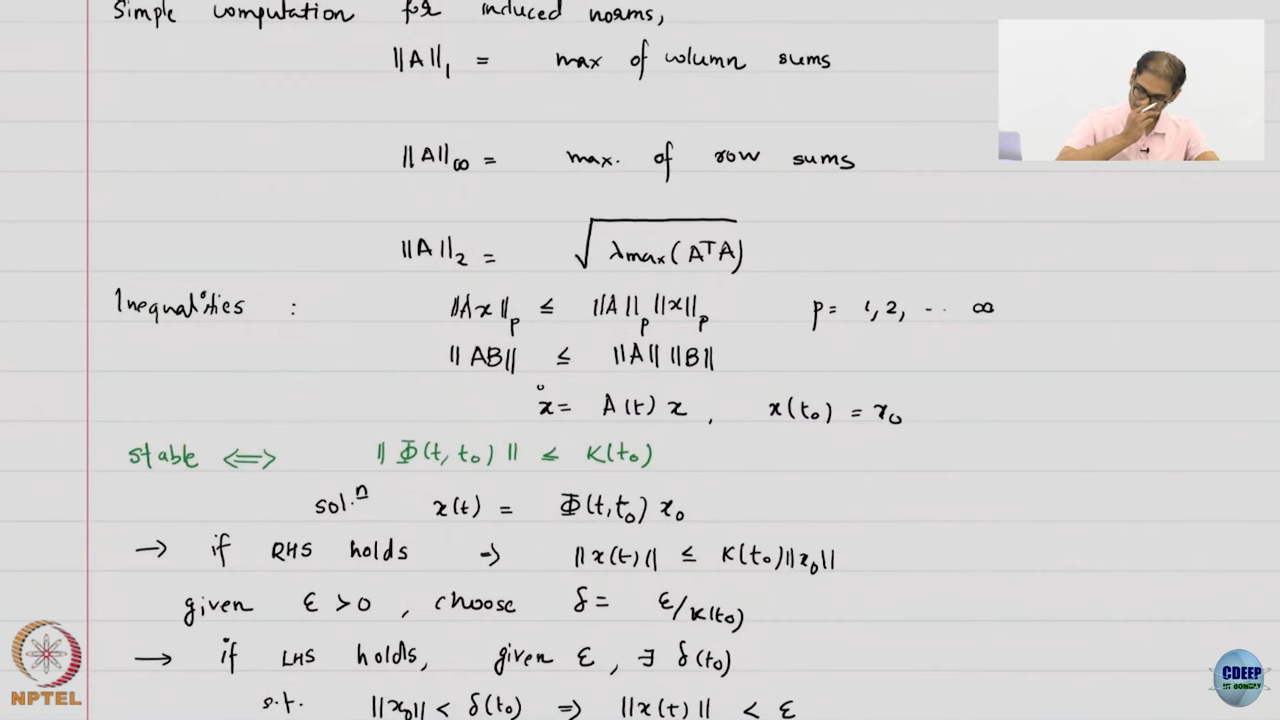 Simple computation for induced norms,
||A||₁ = max of column sums
||A||∞ = max. of row sums
||A||₂ = √λmax(AᵀA)
Inequalities : ||Ax||ₚ ≤ ||A||ₚ ||x||ₚ p = 1, 2, -- ∞
||AB|| ≤ ||A|| ||B||
ẋ = A(t) x , x(t₀) = x₀
stable ⟺ ||Φ(t, t₀)|| ≤ K(t₀)
sol.ⁿ x(t) = Φ(t, t₀) x₀
→ if RHS holds ⇒ ||x(t)|| ≤ K(t₀)||x₀||
given ε > 0 , choose δ = ε/K(t₀)
→ if LHS holds, given ε , ∃ δ(t₀)
s.t. ||x₀|| < δ(t₀) ⇒ ||x(t)|| < ε
NPTEL
CDEEP
IIT BOMBAY